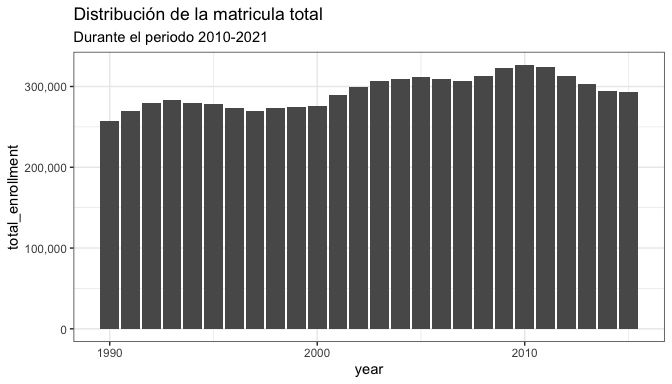 Distribución de la matricula total
Durante el periodo 2010-2021
total_enrollment
300,000
200,000
100,000
0
1990
2000
2010
year